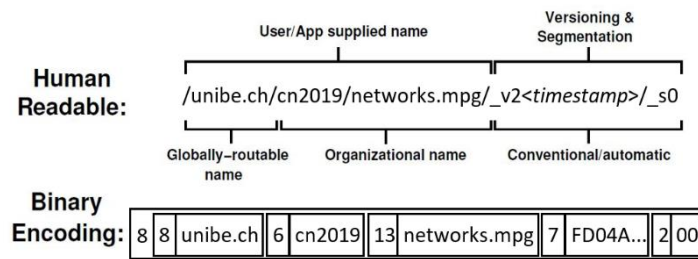 User/App supplied name
Versioning &
Segmentation
Human
Readable:
/unibe.ch/cn2019/networks.mpg/_v2<timestamp>/_s0
Globally–routable
name
Organizational name
Conventional/automatic
Binary
Encoding:
8 8 unibe.ch 6 cn2019 13 networks.mpg 7 FD04A... 2 00